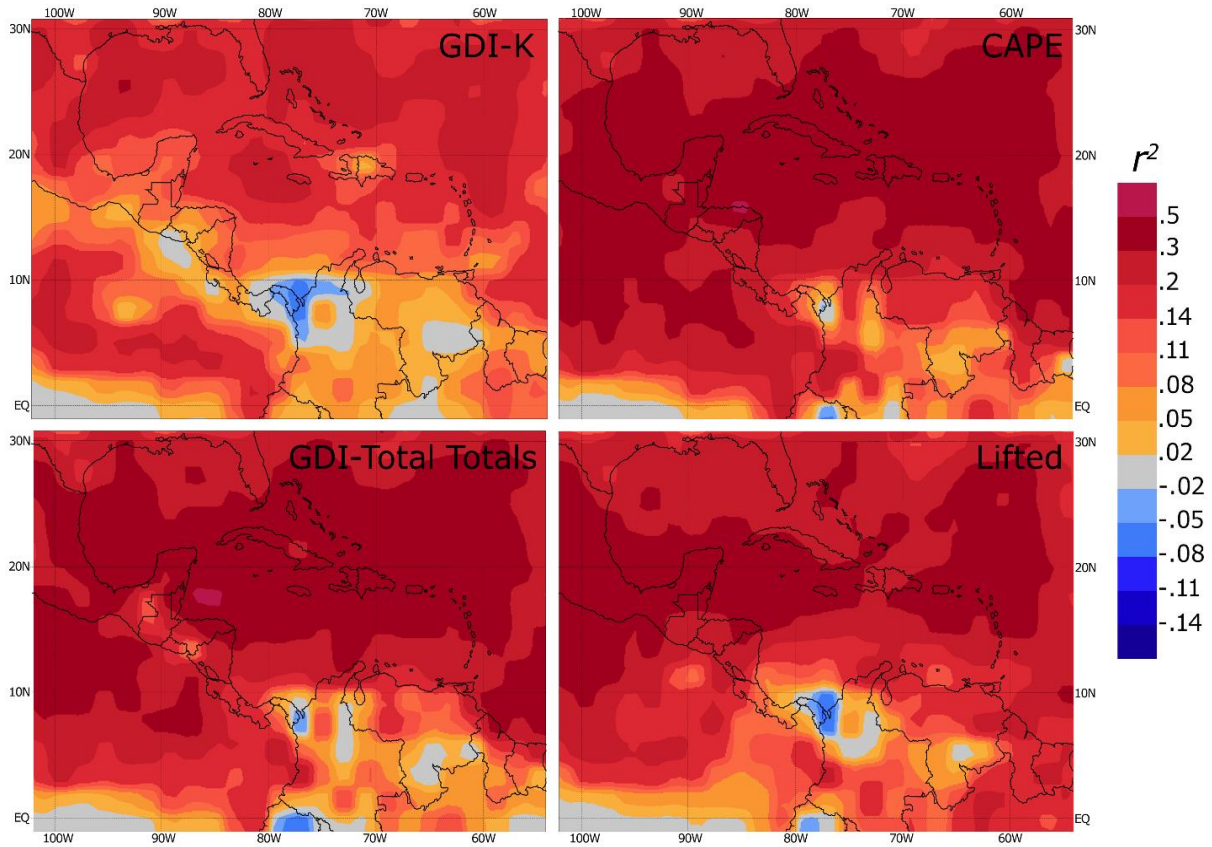 100W 90W 80W 70W 60W
30N
GDI-K
20N
10N
EQ
100W 90W 80W 70W 60W
30N
CAPE
20N
10N
EQ
r²
.5
.3
.2
.14
.11
.08
.05
.02
-.02
-.05
-.08
-.11
-.14
30N
GDI-Total Totals
20N
10N
EQ
100W 90W 80W 70W 60W
30N
Lifted
20N
10N
EQ
100W 90W 80W 70W 60W